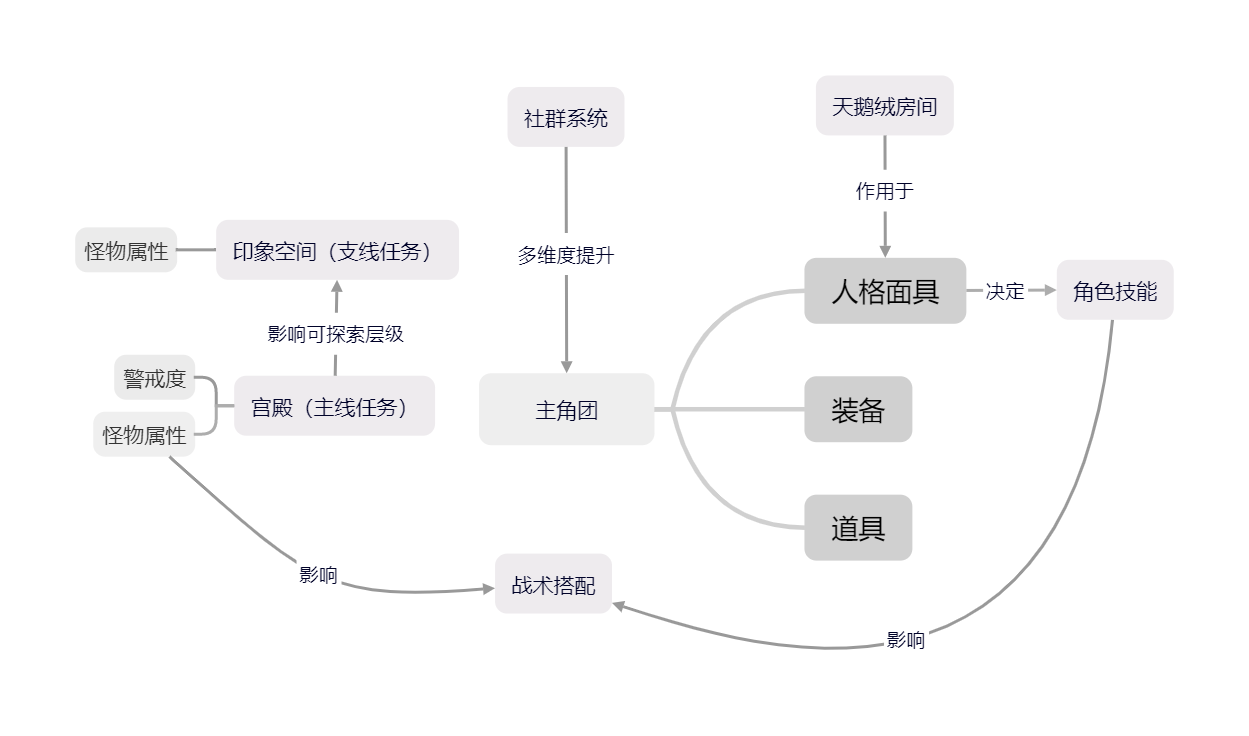 天鹅绒房间
社群系统
作用于
怪物属性
印象空间（支线任务）
多维度提升
人格面具
决定
角色技能
影响可探索层级
警戒度
宫殿（主线任务）
主角团
装备
怪物属性
道具
影响
战术搭配
影响